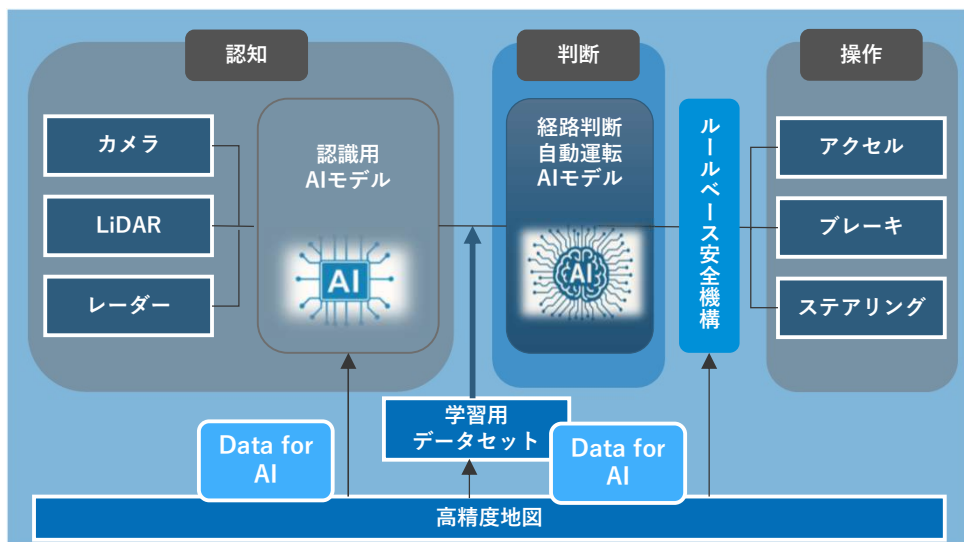 認知
判断
操作
カメラ
LiDAR
レーダー
認識用
AIモデル
AI
経路判断
自動運転
AIモデル
AI
ルールベース安全機構
アクセル
ブレーキ
ステアリング
Data for
AI
学習用
データセット
Data for
AI
高精度地図